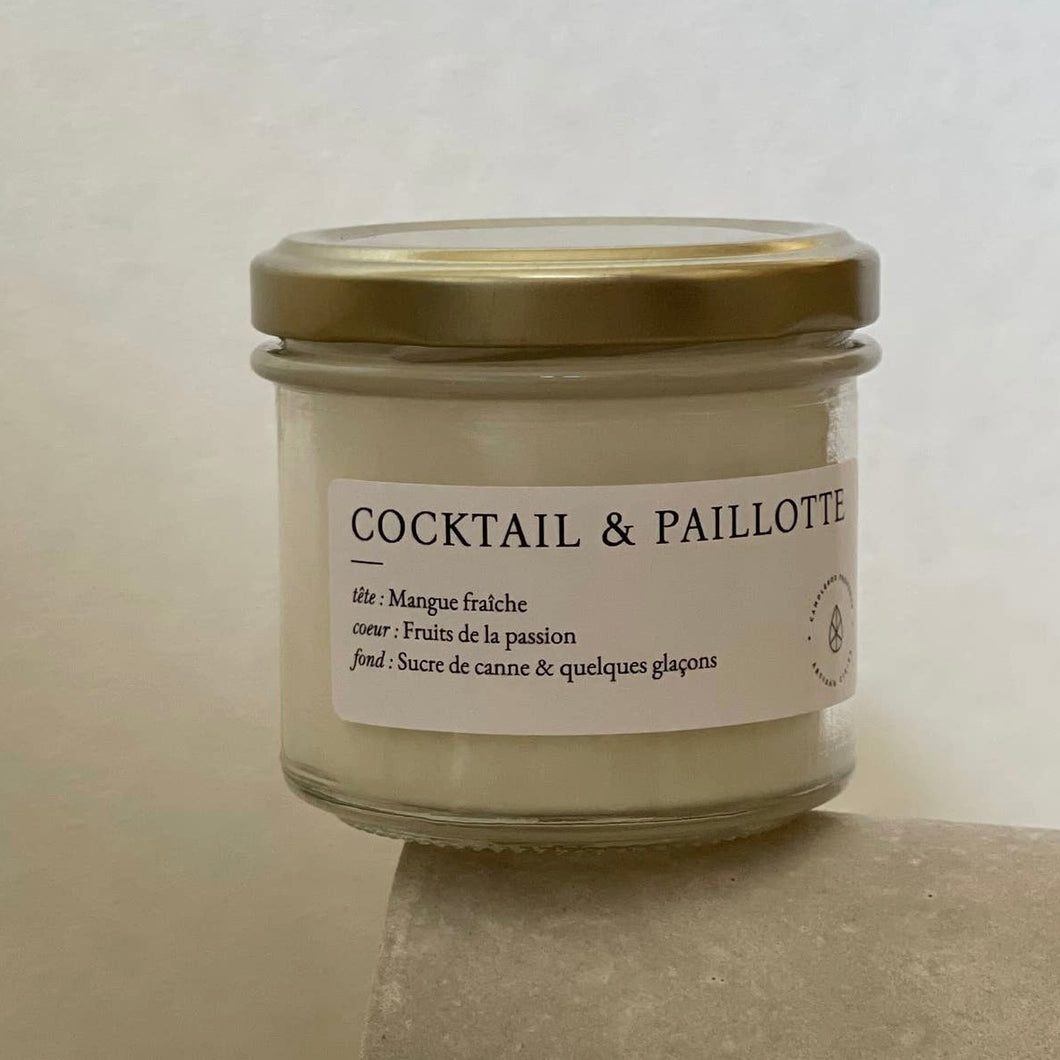 COCKTAIL & PAILLOTTE
tête : Mangue fraîche
coeur : Fruits de la passion
fond : Sucre de canne & quelques glaçons